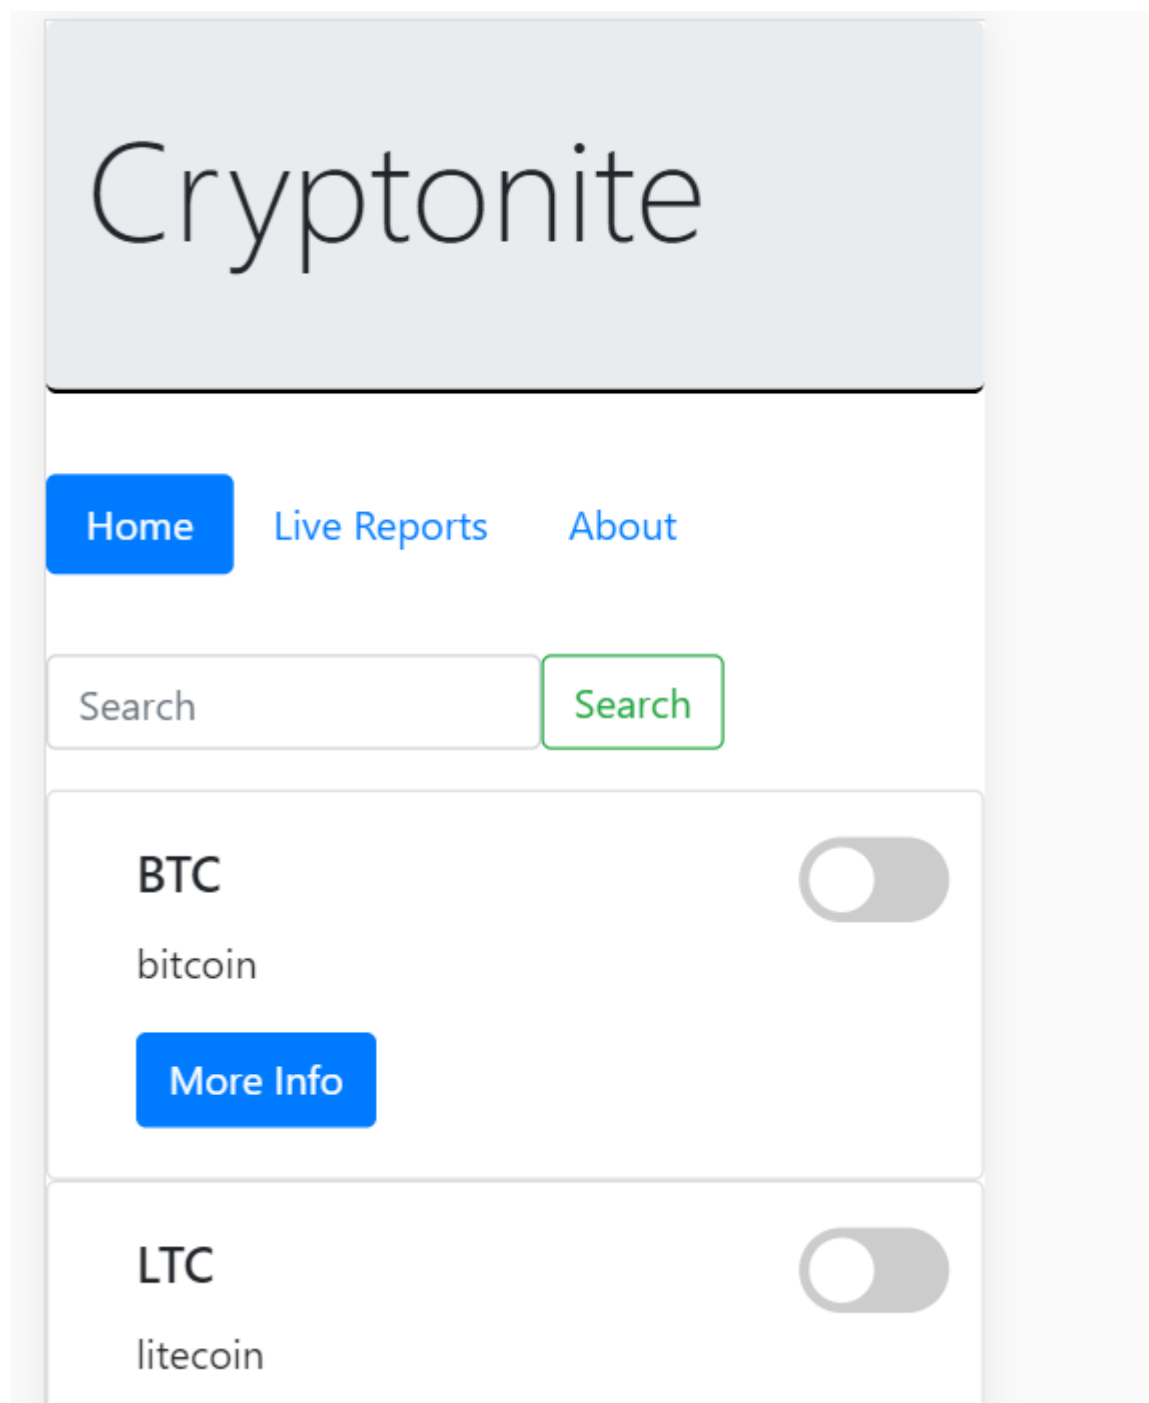 Cryptonite
Home Live Reports About
Search Search
BTC
bitcoin
More Info
LTC
litecoin